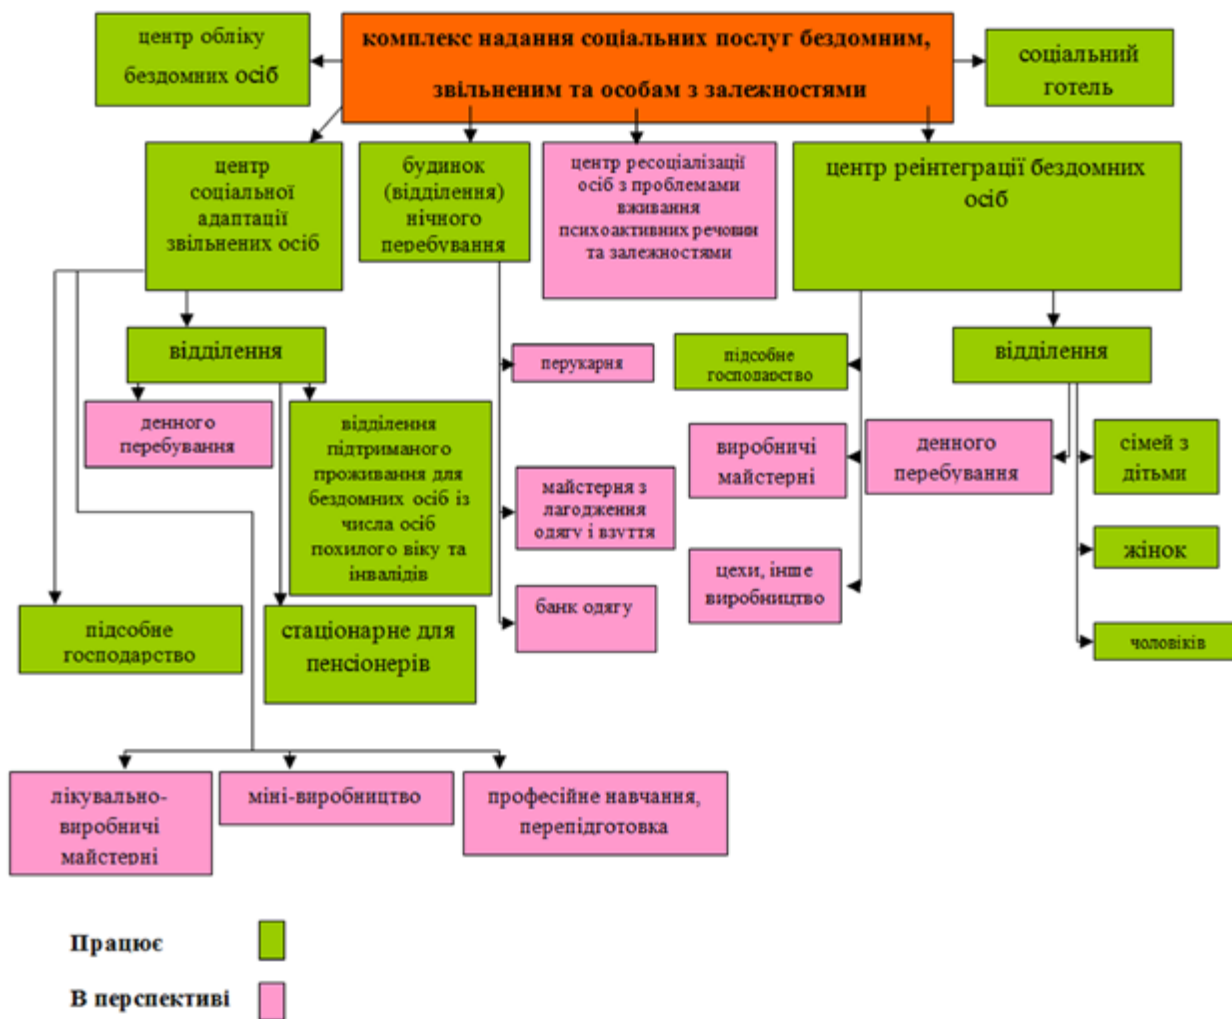 центр обліку
бездомних осіб
комплекс надання соціальних послуг бездомним,
звільненим та особам з залежностями
соціальний
готель
центр
соціальної
адаптації
звільнених осіб
будинок
(відділення)
нічного
перебування
центр ресоціалізації
осіб з проблемами
вживання
психоактивних речовин
та залежностями
центр реінтеграції бездомних
осіб
відділення
перукарня
підсобне
господарство
відділення
денного
перебування
відділення
підтриманого
проживання для
бездомних осіб із
числа осіб
похилого віку та
інвалідів
майстерня з
лагодження
одягу і взуття
виробничі
майстерні
денного
перебування
сімей з
дітьми
жінок
цехи, інше
виробництво
банк одягу
чоловіків
підсобне
господарство
стаціонарне для
пенсіонерів
лікувально-
виробничі
майстерні
міні-виробництво
професійне навчання,
перепідготовка
Працює
В перспективі